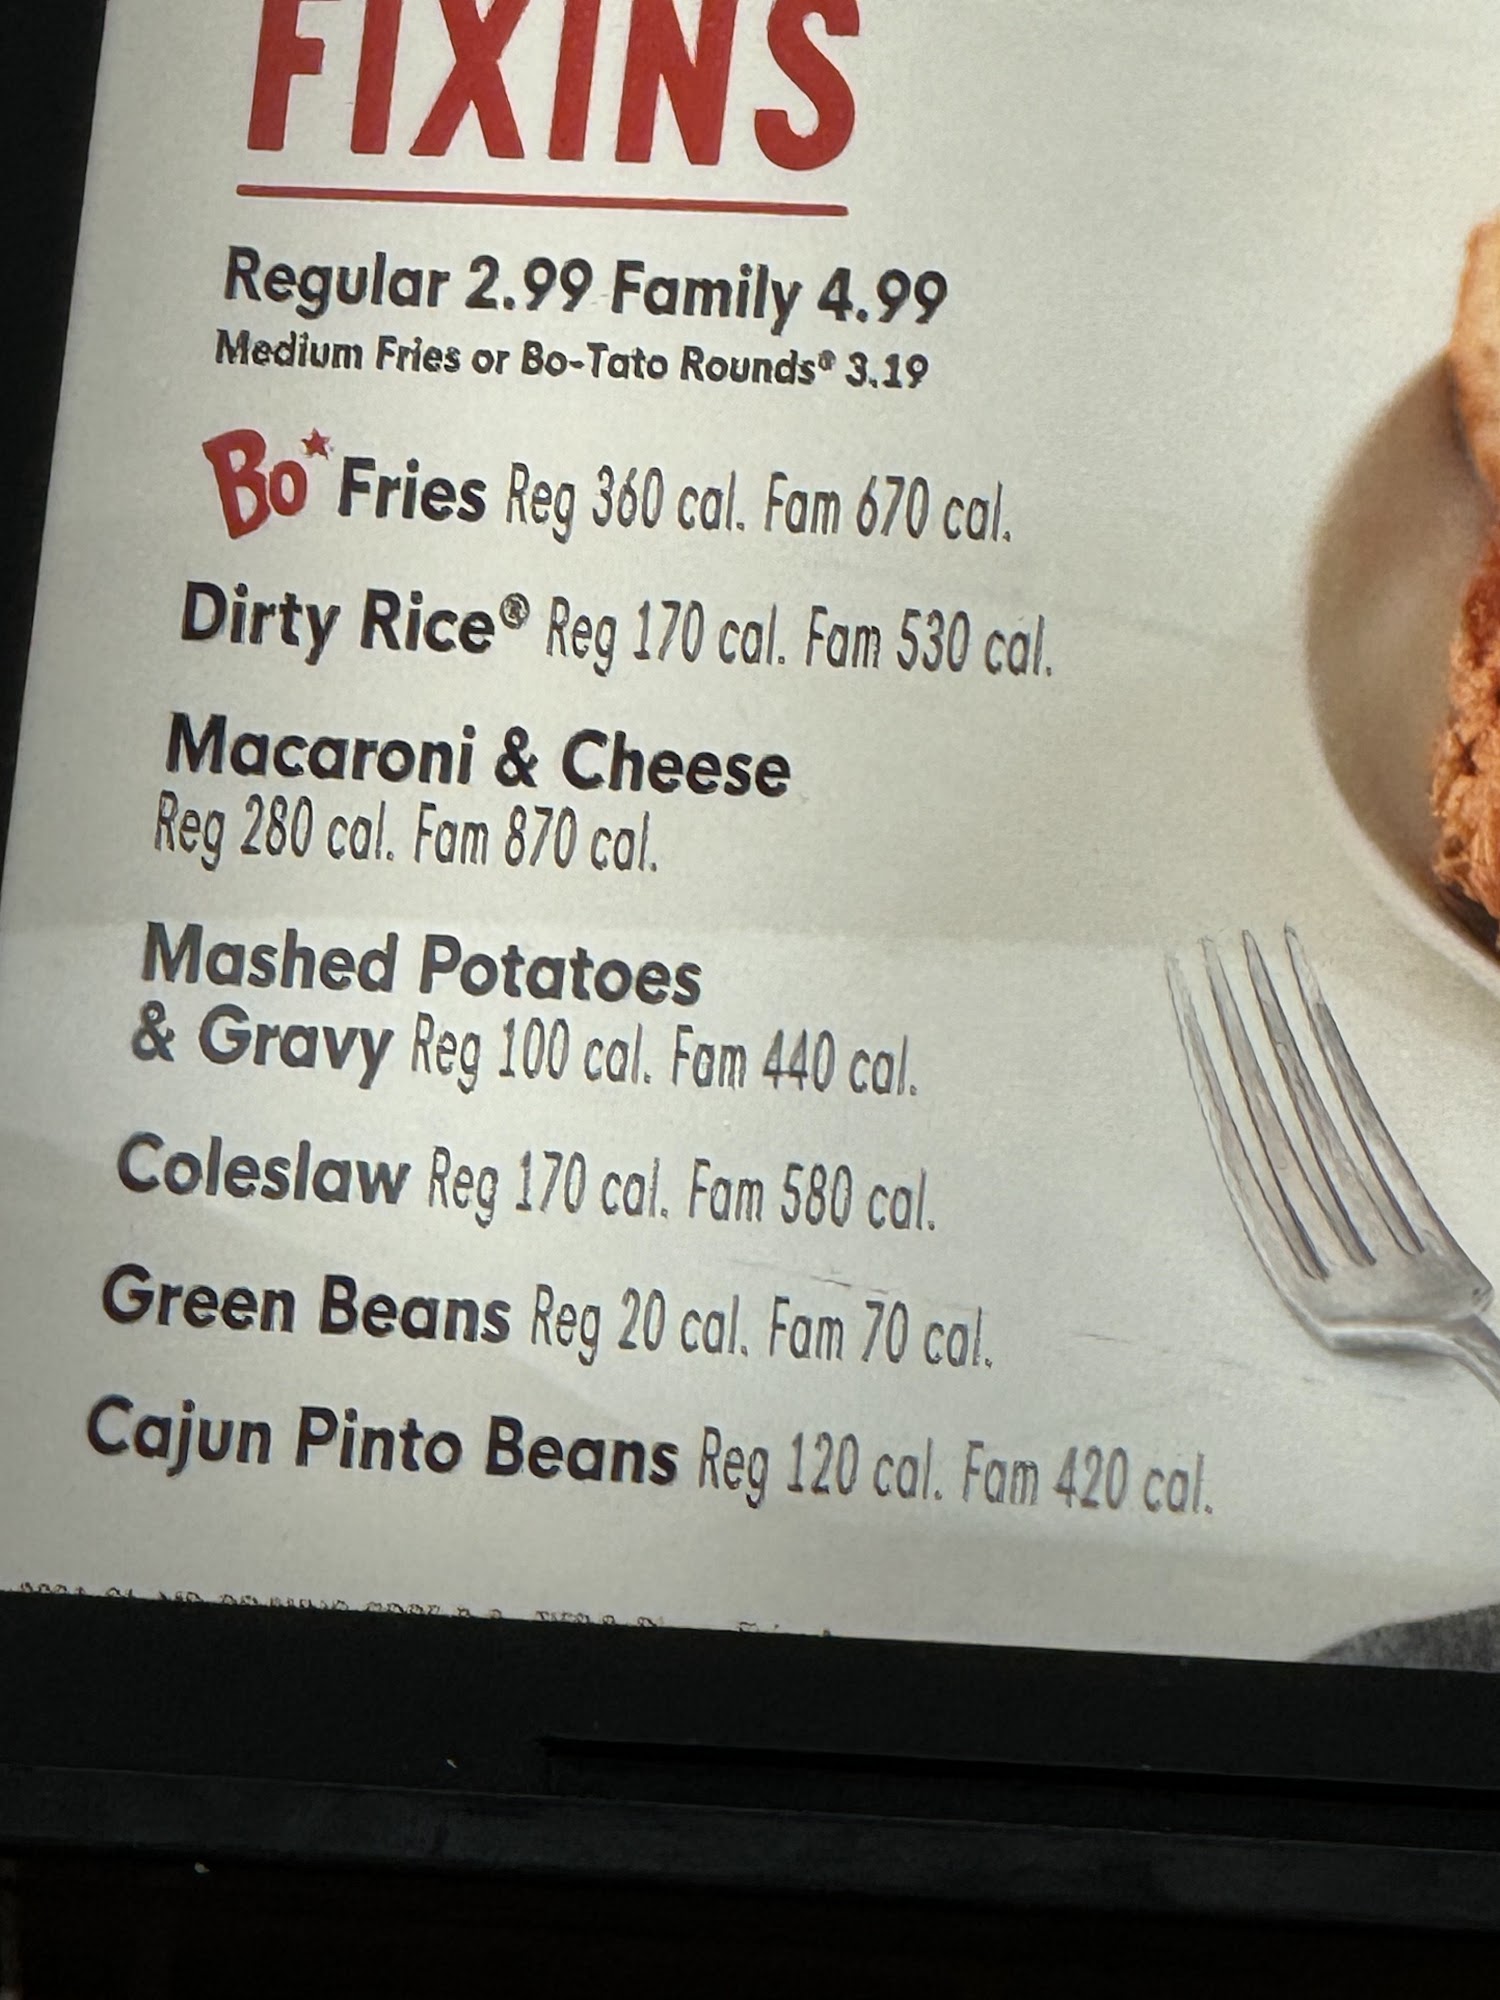 FIXINS
Regular 2.99 Family 4.99
Medium Fries or Bo-Tato Rounds® 3.19
Bo Fries Reg 360 cal. Fam 670 cal.
Dirty Rice® Reg 170 cal. Fam 530 cal.
Macaroni & Cheese
Reg 280 cal. Fam 870 cal.
Mashed Potatoes
& Gravy Reg 100 cal. Fam 440 cal.
Coleslaw Reg 170 cal. Fam 580 cal.
Green Beans Reg 20 cal. Fam 70 cal.
Cajun Pinto Beans Reg 120 cal. Fam 420 cal.